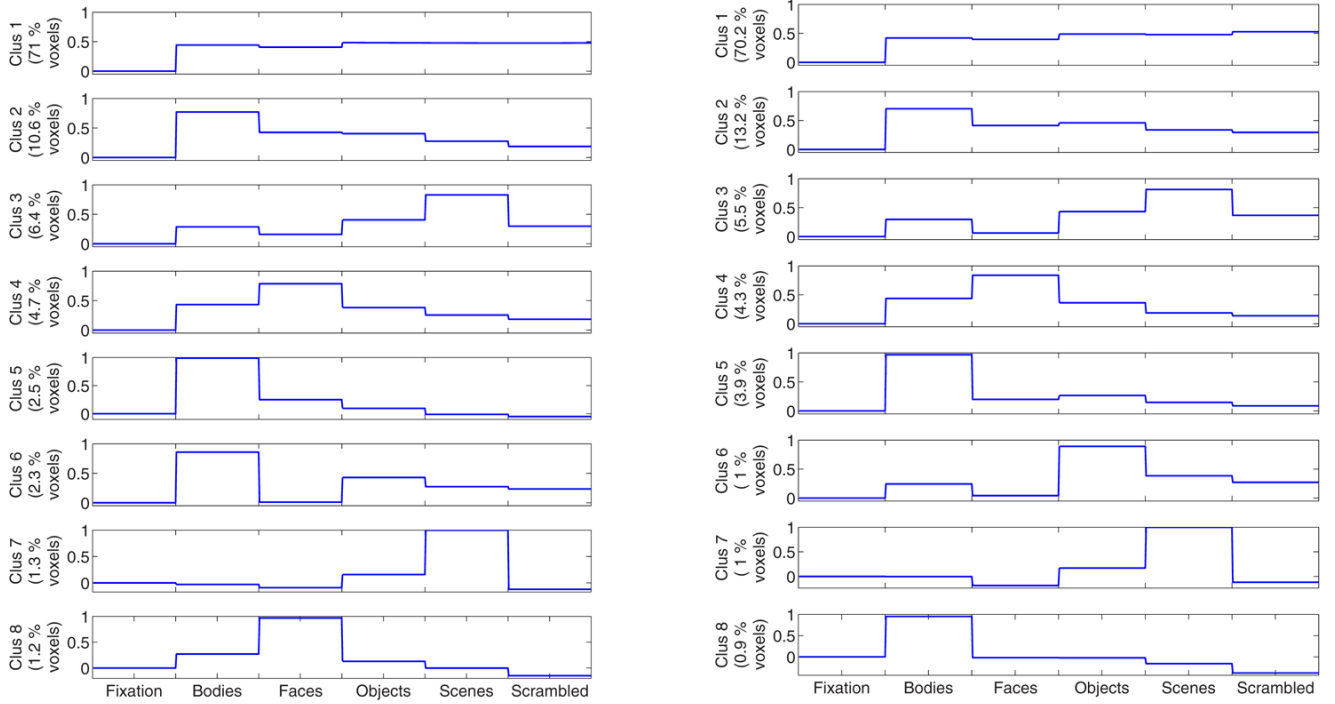 Clus 1
(71 %
voxels)
1
0.5
0
Clus 2
(10.6 %
voxels)
1
0.5
0
Clus 3
(6.4 %
voxels)
1
0.5
0
Clus 4
(4.7 %
voxels)
1
0.5
0
Clus 5
(2.5 %
voxels)
1
0.5
0
Clus 6
(2.3 %
voxels)
1
0.5
0
Clus 7
(1.3 %
voxels)
1
0.5
0
Clus 8
(1.2 %
voxels)
1
0.5
0
Fixation Bodies Faces Objects Scenes Scrambled
Clus 1
(70.2 %
voxels)
1
0.5
0
Clus 2
(13.2 %
voxels)
1
0.5
0
Clus 3
(5.5 %
voxels)
1
0.5
0
Clus 4
(4.3 %
voxels)
1
0.5
0
Clus 5
(3.9 %
voxels)
1
0.5
0
Clus 6
( 1 %
voxels)
1
0.5
0
Clus 7
( 1 %
voxels)
1
0.5
0
Clus 8
(0.9 %
voxels)
1
0.5
0
Fixation Bodies Faces Objects Scenes Scrambled